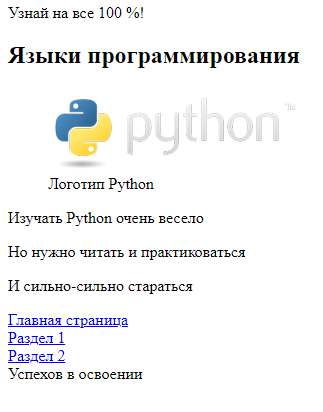 Узнай на все 100 %!
Языки программирования
python™
Логотип Python
Изучать Python очень весело
Но нужно читать и практиковаться
И сильно-сильно стараться
Главная страница
Раздел 1
Раздел 2
Успехов в освоении